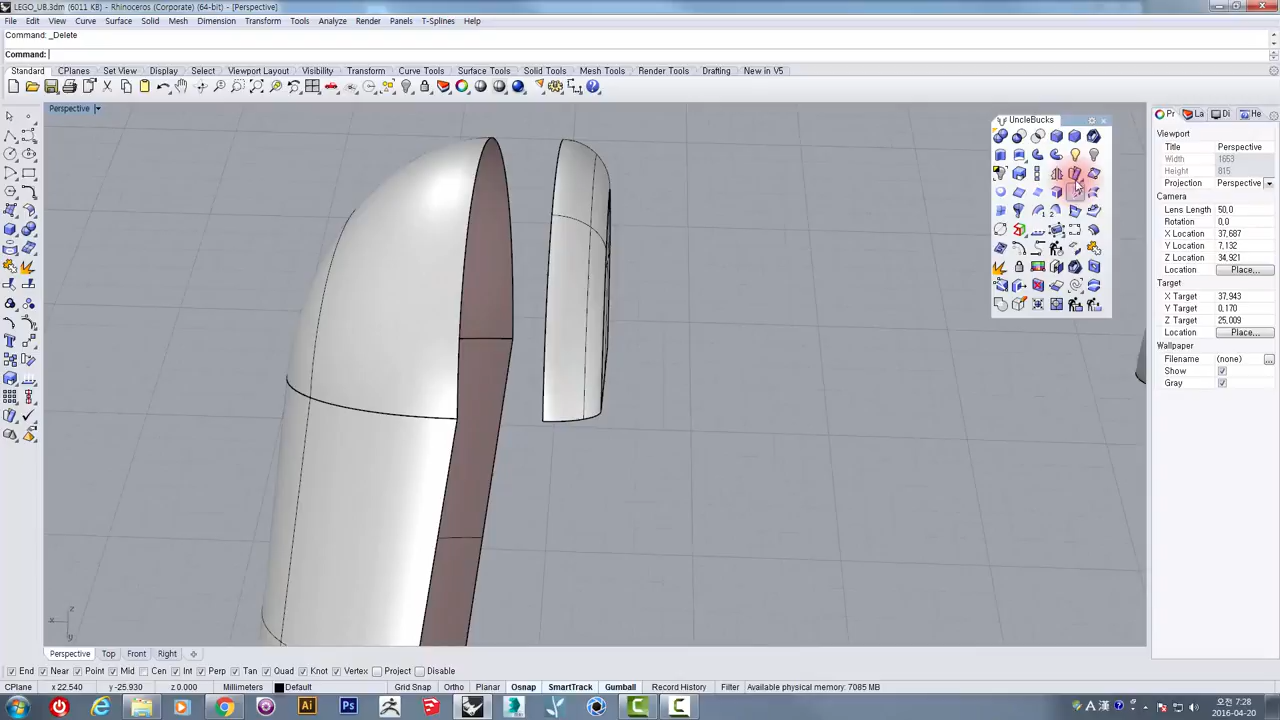 LEGO_UB.3dm (6011 KB) - Rhinoceros (Corporate) (64-bit) - [Perspective]
File Edit View Curve Surface Solid Mesh Dimension Transform Tools Analyze Render Panels T-Splines Help
Command: _Delete
Command:
Standard CPlanes Set View Display Select Viewport Layout Visibility Transform Curve Tools Surface Tools Solid Tools Mesh Tools Render Tools Drafting New in V5
Perspective
UncleBucks
Pr La Di He
Viewport
Title Perspective
Width 1653
Height 815
Projection Perspective
Camera
Lens Length 50.0
Rotation 0.0
X Location 37.687
Y Location 7.132
Z Location 34.921
Location Place...
Target
X Target 37.943
Y Target 0.170
Z Target 25.009
Location Place...
Wallpaper
Filename (none) ...
Show
Gray
z
x
y
Perspective Top Front Right
End Near Point Mid Cen Int Perp Tan Quad Knot Vertex Project Disable
CPlane x 22.540 y -25.930 z 0.000 Millimeters Default Grid Snap Ortho Planar Osnap SmartTrack Gumball Record History Filter Available physical memory: 7085 MB
Ai Ps A 漢 오전 7:28
2016-04-20